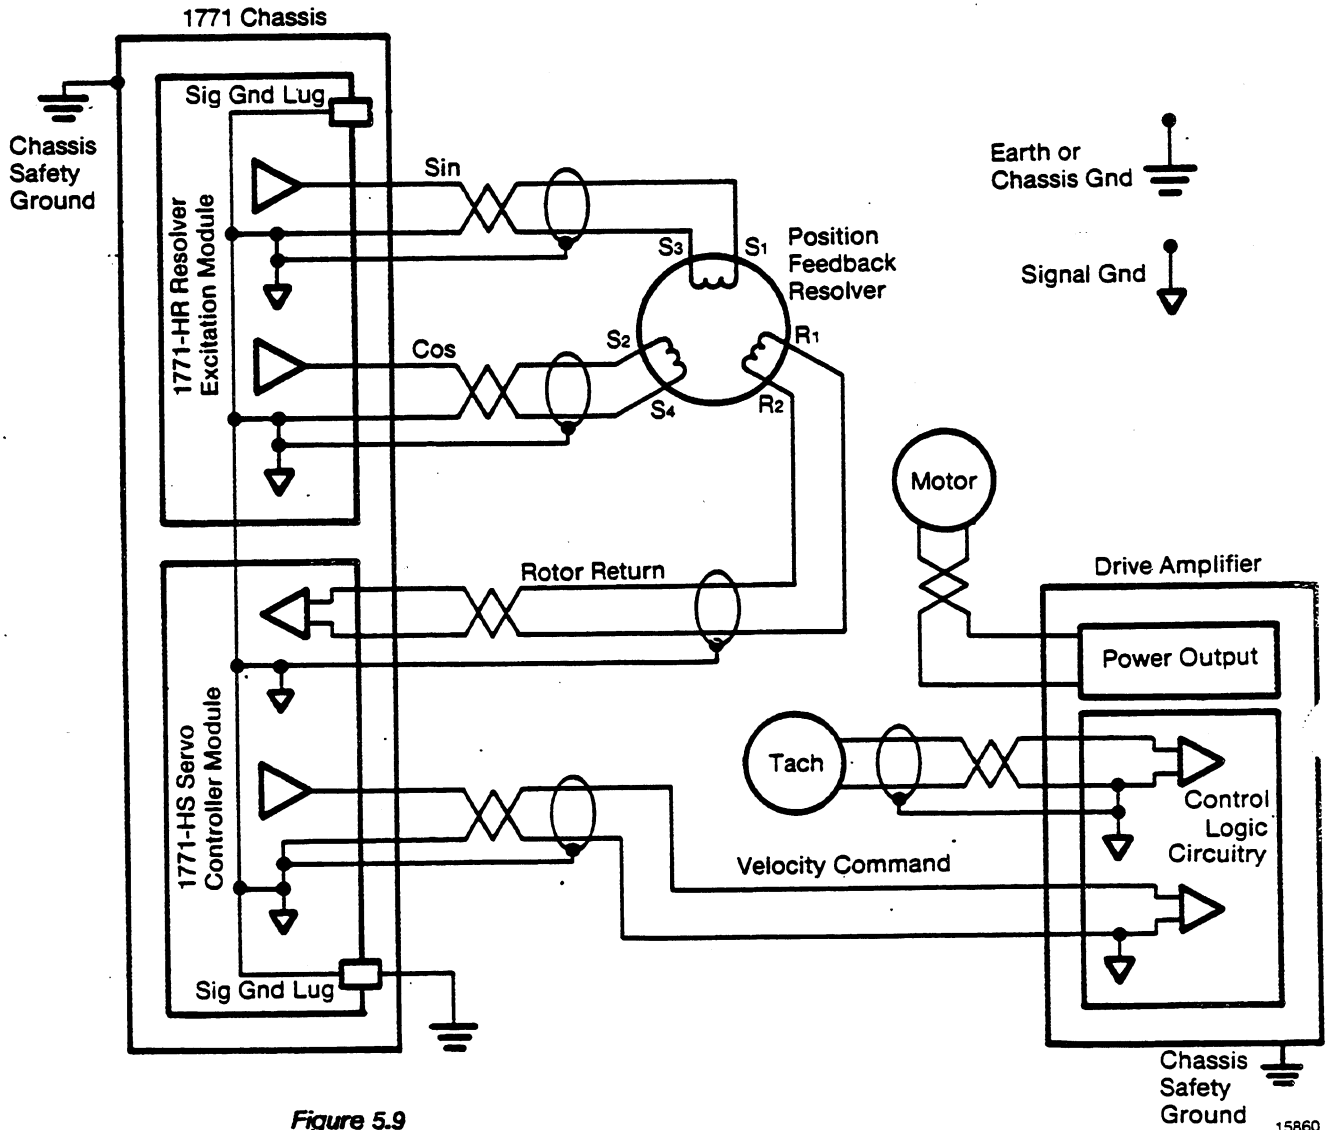 1771 Chassis
Sig Gnd Lug
Chassis
Safety
Ground
1771-HR Resolver
Excitation Module
Sin
Cos
S3
S1
Position
Feedback
Resolver
S2
S4
R1
R2
Earth or
Chassis Gnd
Signal Gnd
Motor
Rotor Return
Drive Amplifier
Power Output
1771-HS Servo
Controller Module
Tach
Control
Logic
Circuitry
Velocity Command
Sig Gnd Lug
Chassis
Safety
Ground
Figure 5.9
15860